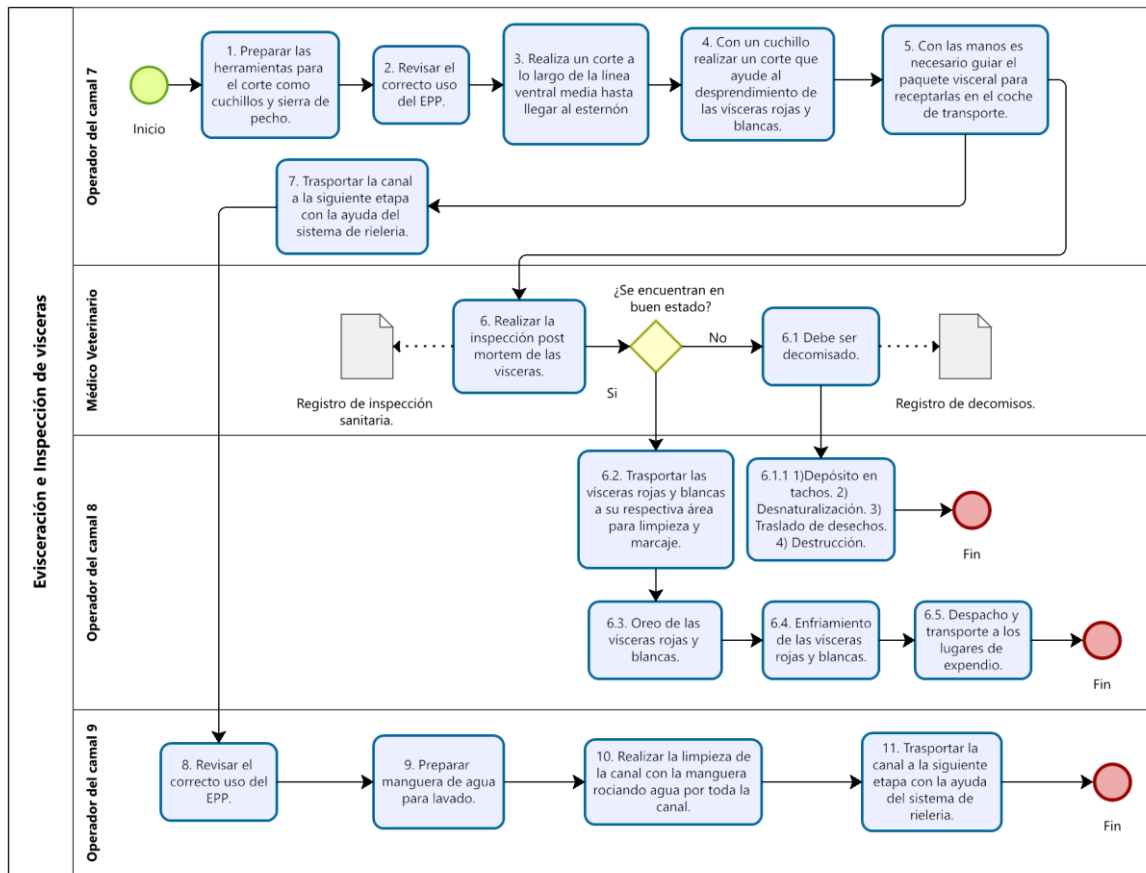 Evisceración e Inspección de vísceras
Operador del camal 7
Inicio
1. Preparar las
herramientas para
el corte como
cuchillos y sierra de
pecho.
2. Revisar el
correcto uso del
EPP.
3. Realiza un corte a
lo largo de la línea
ventral media hasta
llegar al esternón
4. Con un cuchillo
realizar un corte que
ayude al
desprendimiento de
las vísceras rojas y
blancas.
5. Con las manos es
necesario guiar el
paquete visceral para
receptarlas en el coche
de transporte.
7. Trasportar la canal
a la siguiente etapa
con la ayuda del
sistema de rieleria.
Médico Veterinario
Registro de inspección
sanitaria.
6. Realizar la
inspección post
mortem de las
visceras.
¿Se encuentran en
buen estado?
No
Si
6.1 Debe ser
decomisado.
Registro de decomisos.
Operador del camal 8
6.2. Trasportar las
vísceras rojas y blancas
a su respectiva área
para limpieza y
marcaje.
6.1.1 1)Depósito en
tachos. 2)
Desnaturalización. 3)
Traslado de desechos.
4) Destrucción.
Fin
6.3. Oreo de las
vísceras rojas y
blancas.
6.4. Enfriamiento
de las vísceras
rojas y blancas.
6.5. Despacho y
transporte a los
lugares de
expendio.
Fin
Operador del camal 9
8. Revisar el
correcto uso del
EPP.
9. Preparar
manguera de agua
para lavado.
10. Realizar la limpieza de
la canal con la manguera
rociando agua por toda la
canal.
11. Trasportar la
canal a la siguiente
etapa con la ayuda
del sistema de
rieleria.
Fin